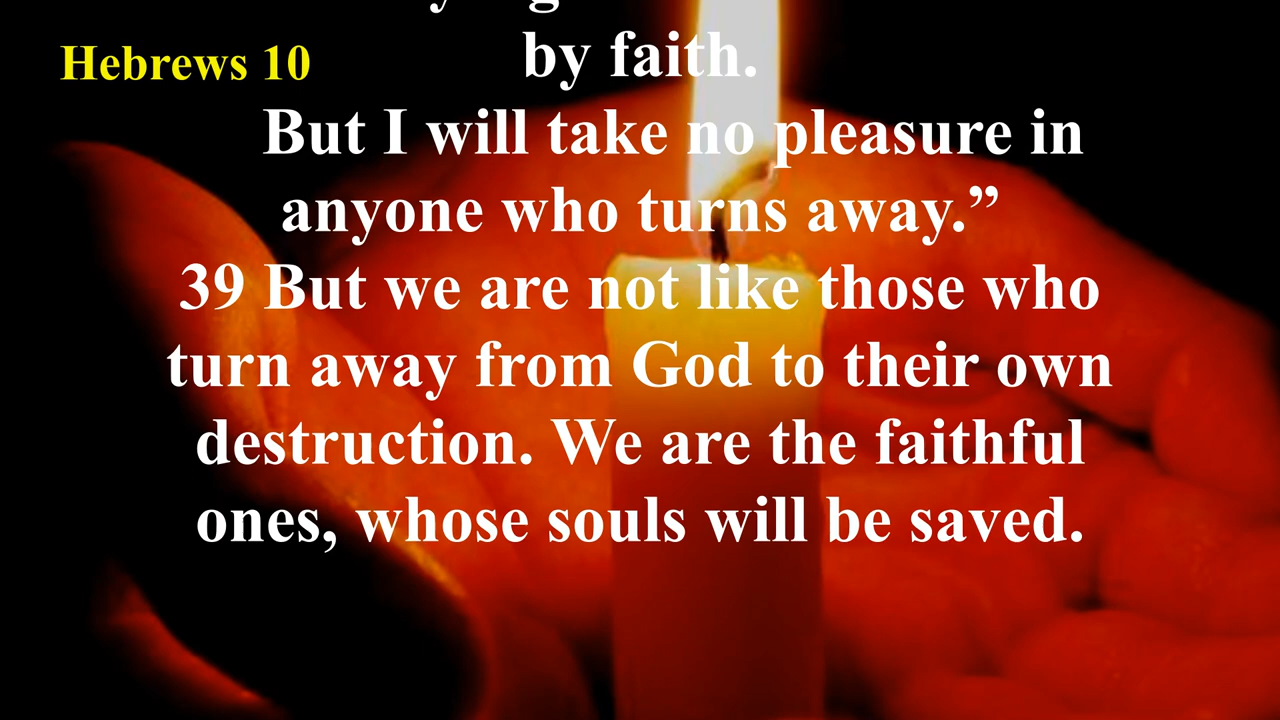 Hebrews 10
by faith.
But I will take no pleasure in
anyone who turns away.”
39 But we are not like those who
turn away from God to their own
destruction. We are the faithful
ones, whose souls will be saved.